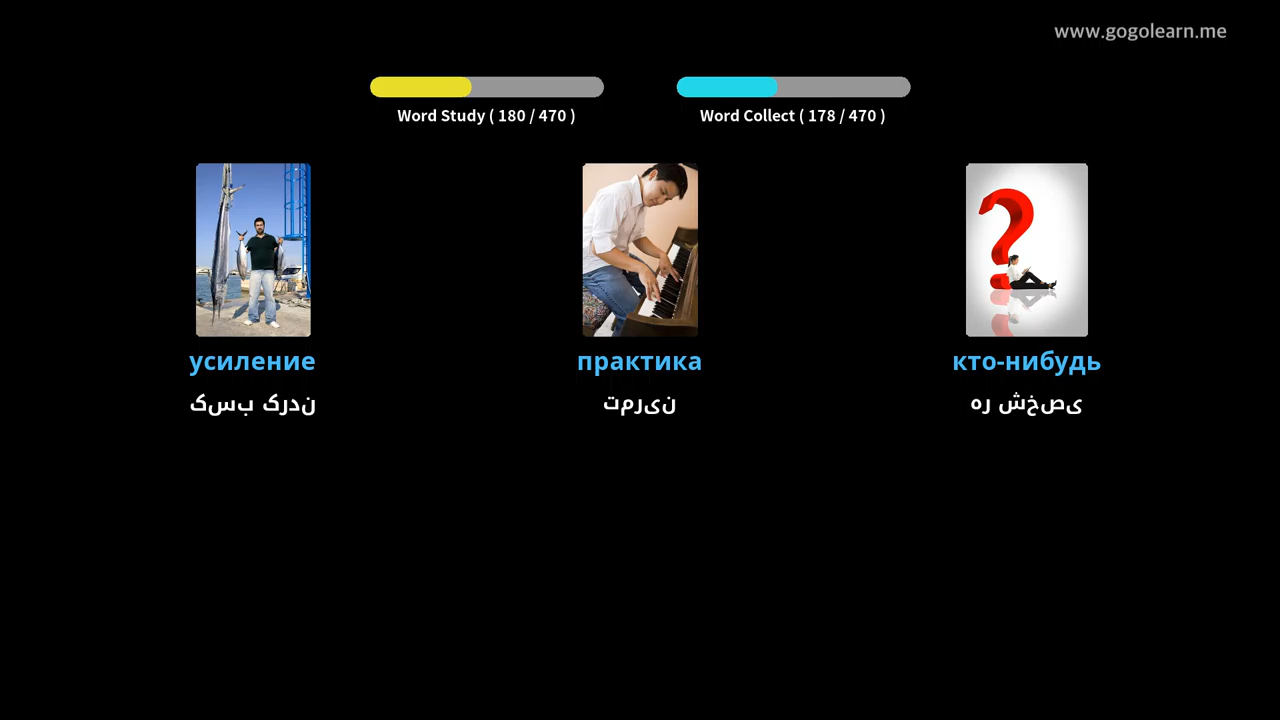 www.gogolearn.me
Word Study ( 180 / 470 )
Word Collect ( 178 / 470 )
усиление
کسب کردن
практика
تمرین
кто-нибудь
هر شخصی